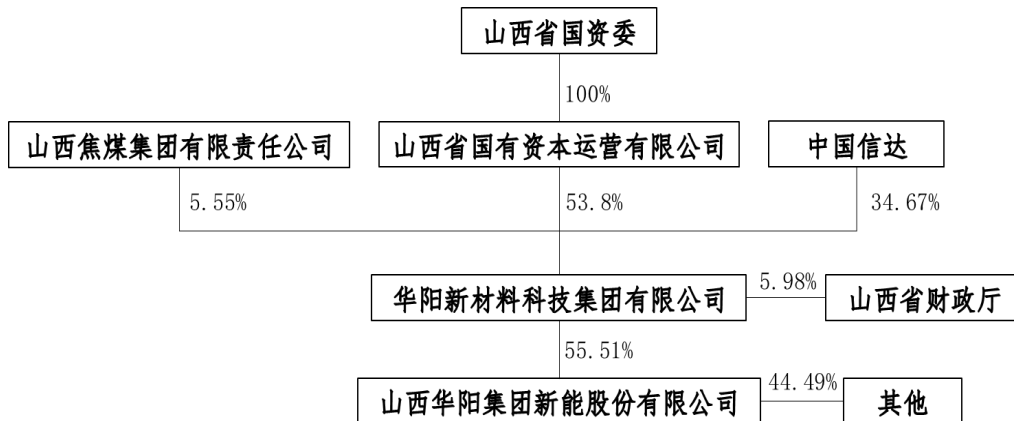 山西省国资委
100%
山西焦煤集团有限责任公司
山西省国有资本运营有限公司
中国信达
5.55%
53.8%
34.67%
华阳新材料科技集团有限公司
5.98%
山西省财政厅
55.51%
山西华阳集团新能股份有限公司
44.49%
其他